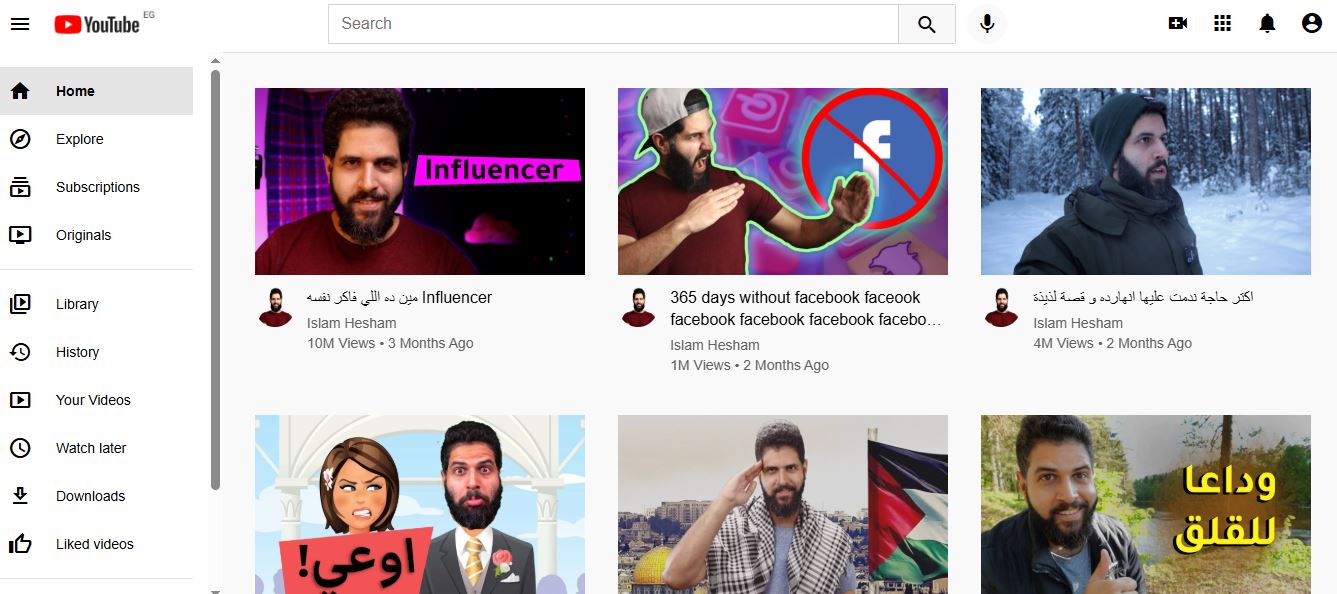 YouTube EG
Search
Home
Explore
Subscriptions
Originals
Library
History
Your Videos
Watch later
Downloads
Liked videos
Influencer
مين ده اللي فاكر نفسه Influencer
Islam Hesham
10M Views • 3 Months Ago
f
365 days without facebook faceook
facebook facebook facebook facebo…
Islam Hesham
1M Views • 2 Months Ago
اكتر حاجة ندمت عليها انهارده و قصة لذيذة
Islam Hesham
4M Views • 2 Months Ago
اوعي!
وداعا
للقلق